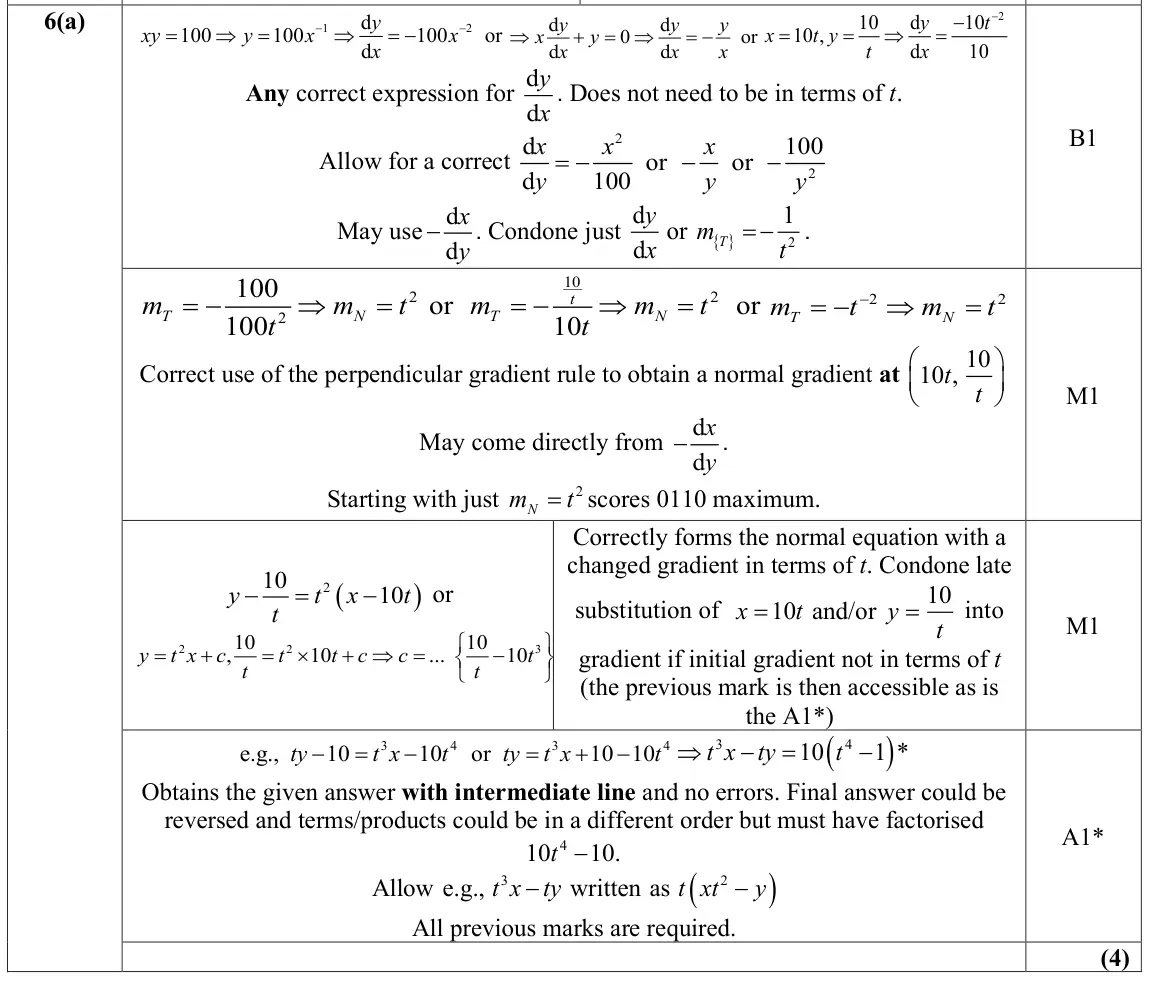 6(a)
xy = 100 ⇒ y = 100x⁻¹ ⇒ dy/dx = −100x⁻² or ⇒ x dy/dx + y = 0 ⇒ dy/dx = −y/x or x = 10t, y = 10/t ⇒ dy/dx = −10t⁻²/10
Any correct expression for dy/dx. Does not need to be in terms of t.
Allow for a correct dx/dy = −x²/100 or −x/y or −100/y²
May use −dx/dy. Condone just dy/dx or m_{T} = −1/t².
B1
m_T = −100/100t² ⇒ m_N = t² or m_T = −(10/t)/10t ⇒ m_N = t² or m_T = −t⁻² ⇒ m_N = t²
Correct use of the perpendicular gradient rule to obtain a normal gradient at (10t, 10/t)
May come directly from −dx/dy.
Starting with just m_N = t² scores 0110 maximum.
M1
y − 10/t = t²(x − 10t) or
y = t²x + c, 10/t = t² × 10t + c ⇒ c = ... {10/t − 10t³}
Correctly forms the normal equation with a
changed gradient in terms of t. Condone late
substitution of x = 10t and/or y = 10/t into
gradient if initial gradient not in terms of t
(the previous mark is then accessible as is
the A1*)
M1
e.g., ty − 10 = t³x − 10t⁴ or ty = t³x + 10 − 10t⁴ ⇒ t³x − ty = 10(t⁴ − 1)*
Obtains the given answer with intermediate line and no errors. Final answer could be
reversed and terms/products could be in a different order but must have factorised
10t⁴ − 10.
Allow e.g., t³x − ty written as t(xt² − y)
All previous marks are required.
A1*
(4)